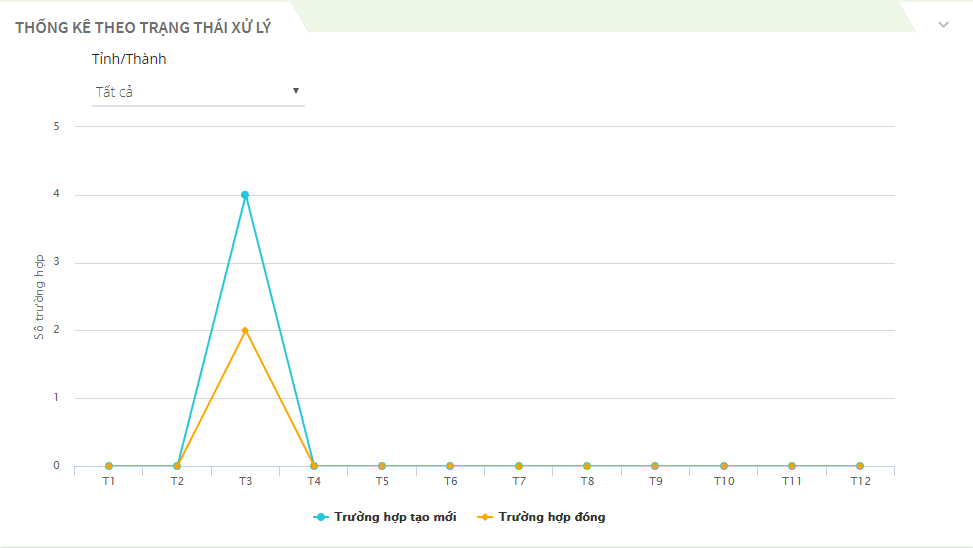 THỐNG KÊ THEO TRẠNG THÁI XỬ LÝ
Tỉnh/Thành
Tất cả
5
4
3
2
1
0
Số trường hợp
T1 T2 T3 T4 T5 T6 T7 T8 T9 T10 T11 T12
Trường hợp tạo mới Trường hợp đóng